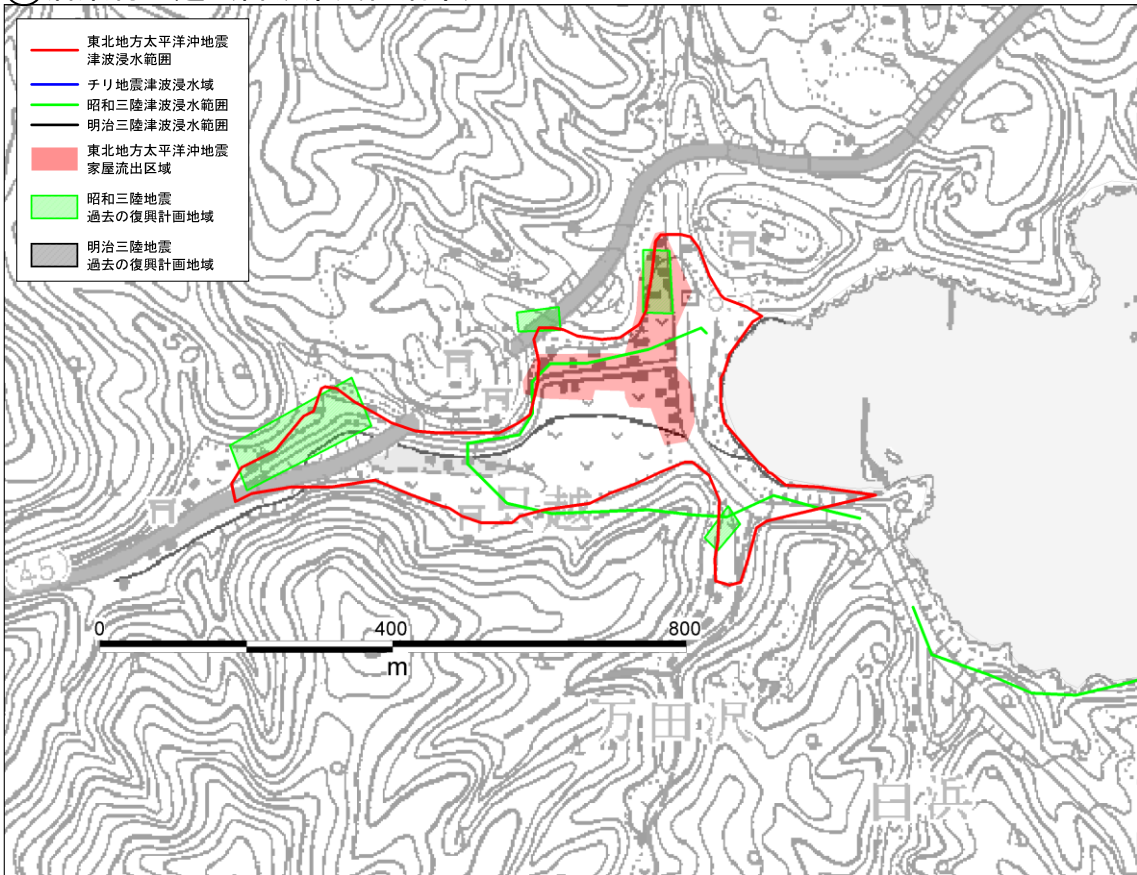 東北地方太平洋沖地震
津波浸水範囲
チリ地震津波浸水域
昭和三陸津波浸水範囲
明治三陸津波浸水範囲
東北地方太平洋沖地震
家屋流出区域
昭和三陸地震
過去の復興計画地域
明治三陸地震
過去の復興計画地域
50
50
只越
45
0 400 800
m
50
万田沢
白浜